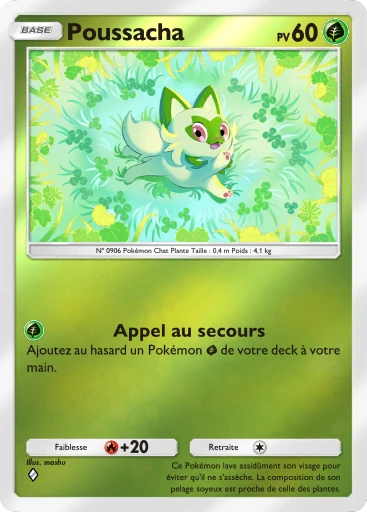 BASE Poussacha PV 60
N° 0906 Pokémon Chat Plante Taille : 0,4 m Poids : 4,1 kg
Appel au secours
Ajoutez au hasard un Pokémon de votre deck à votre
main.
Faiblesse +20 Retraite
Illus. mashu
Ce Pokémon lave assidûment son visage pour
éviter qu'il ne s'assèche. La composition de son
pelage soyeux est proche de celle des plantes.